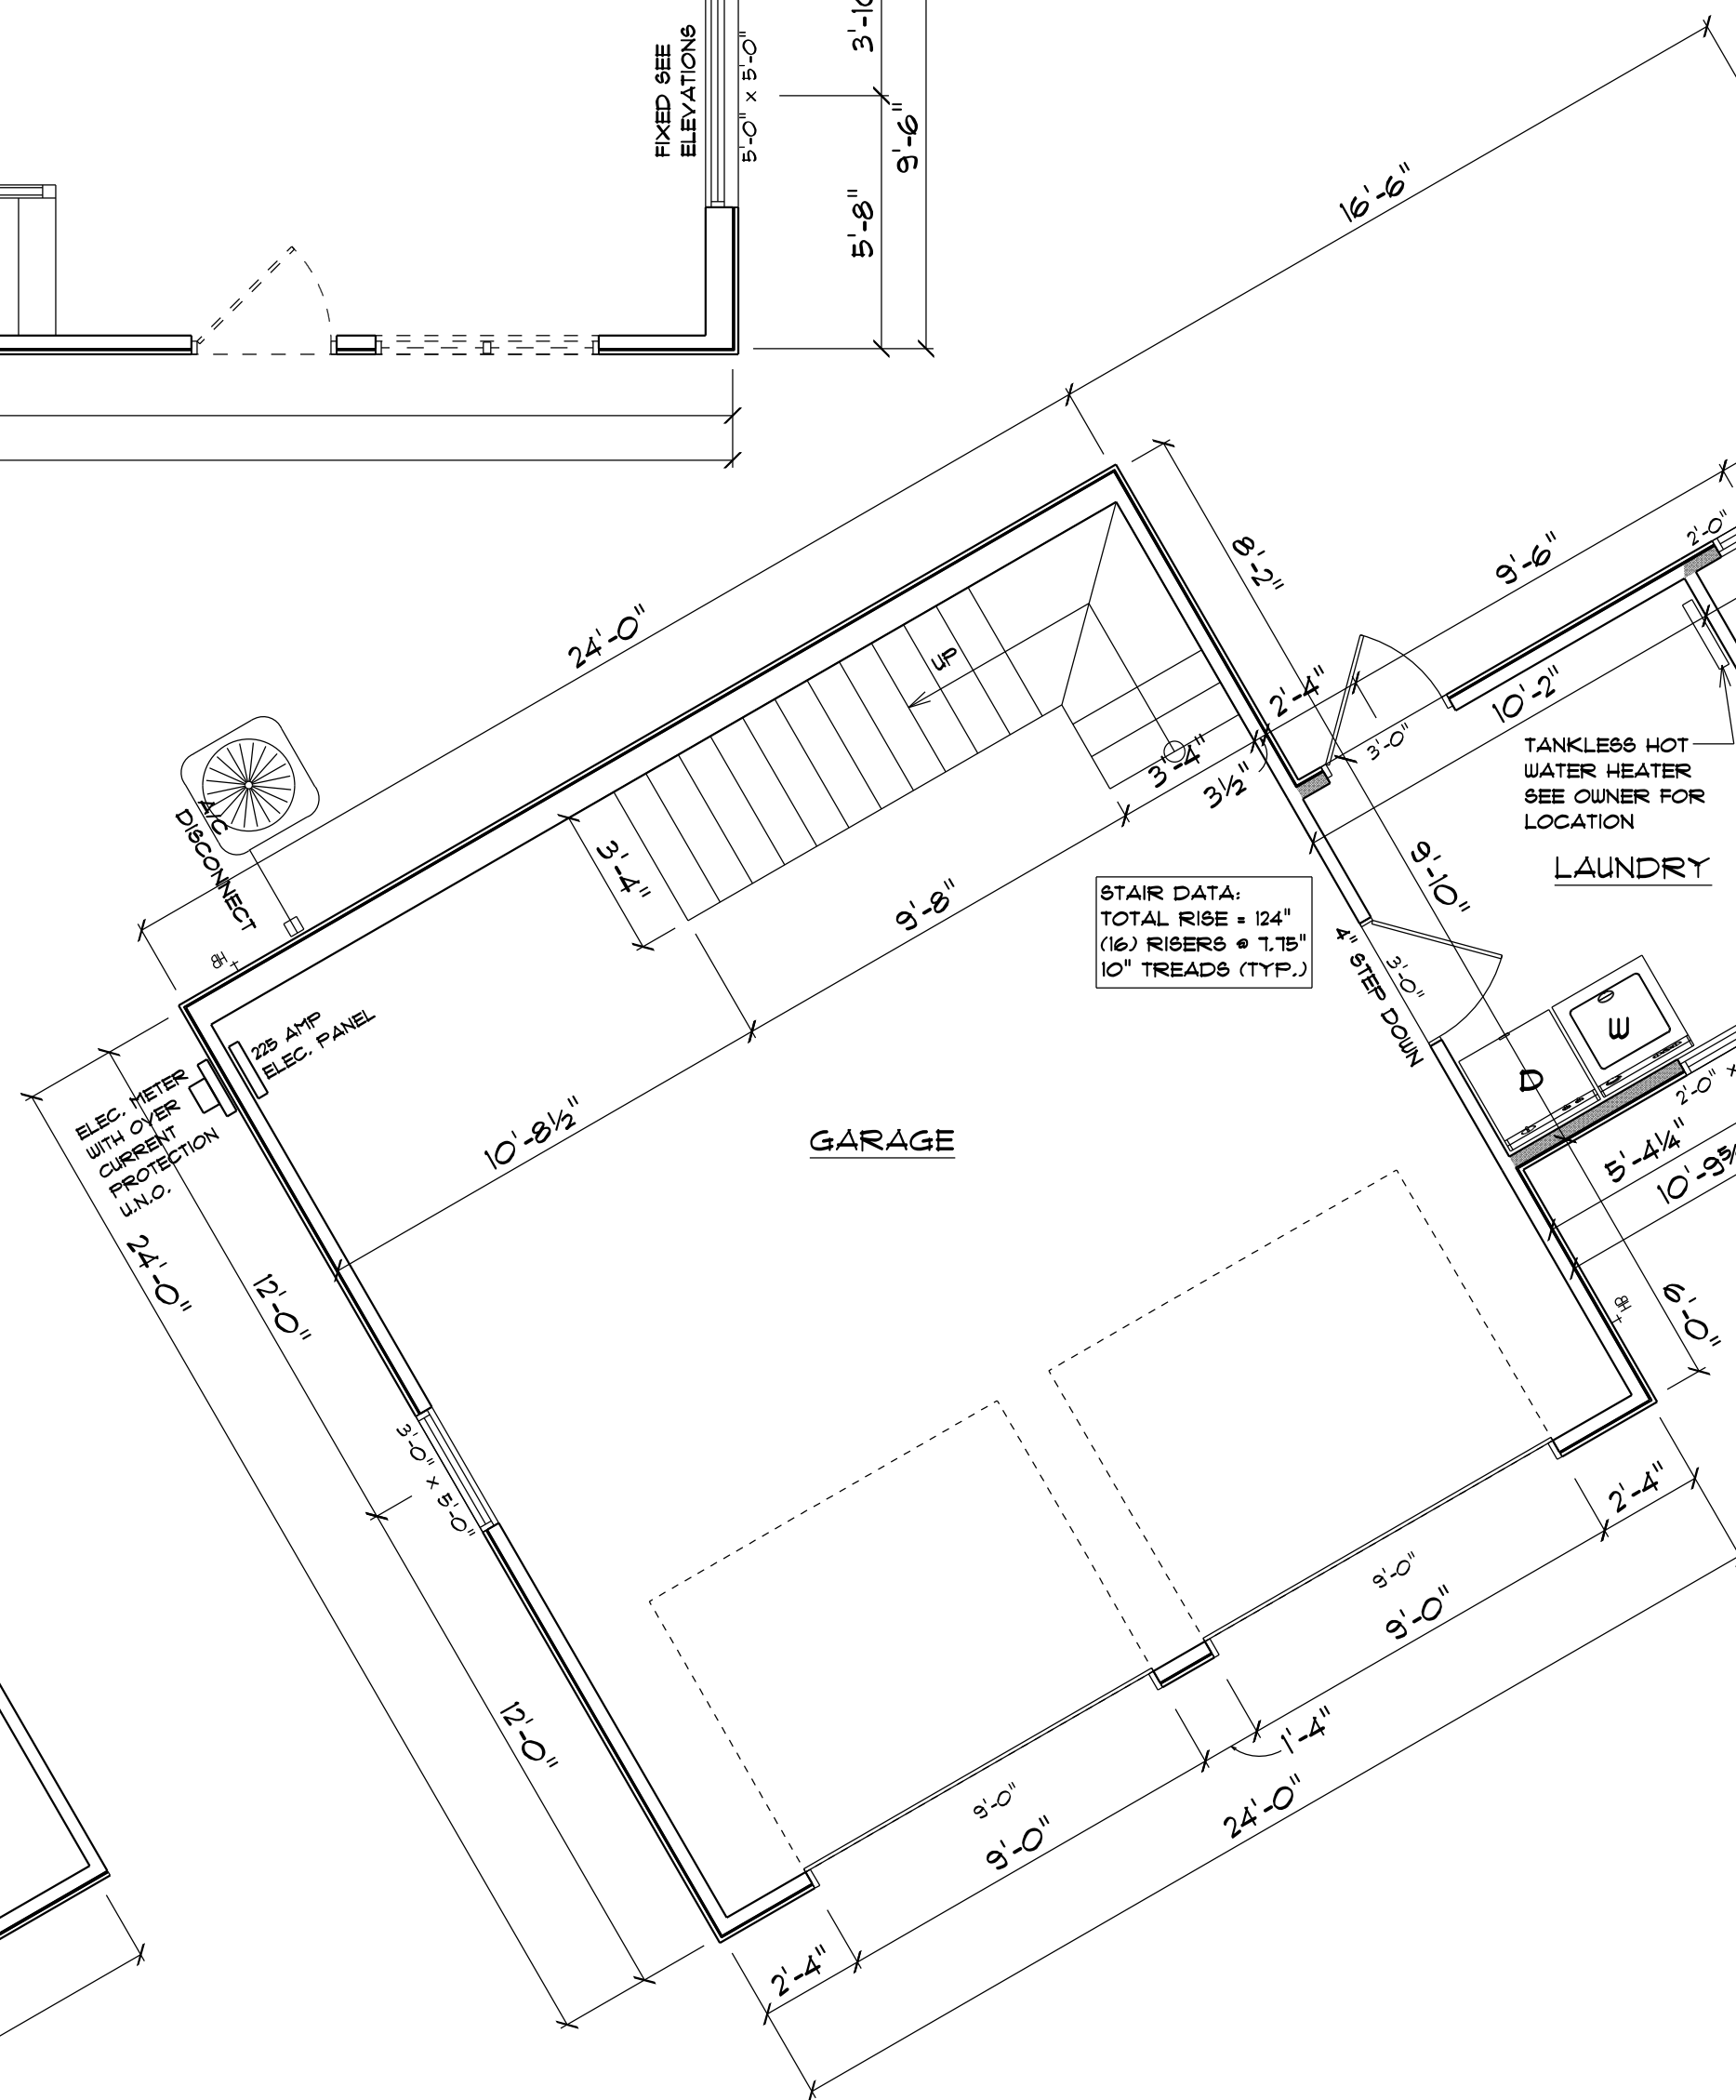 FIXED SEE
ELEVATIONS
5'-0" x 5'-0"
9'-6"
5'-8"
16'-6"
24'-0"
8'-2"
9'-6"
2'-0"
2'-4"
10'-2"
3'-0"
UP
3'-4"
3½"
3'-4"
9'-8"
TANKLESS HOT
WATER HEATER
SEE OWNER FOR
LOCATION
LAUNDRY
A/C
DISCONNECT
HB
STAIR DATA:
TOTAL RISE = 124"
(16) RISERS @ 7.75"
10" TREADS (TYP.)
9'-10"
4" STEP DOWN
3'-0"
W
D
225 AMP
ELEC. PANEL
ELEC. METER
WITH OVER
CURRENT
PROTECTION
U.N.O.
10'-8½"
GARAGE
2'-0" x
5'-4¼"
24'-0"
12'-0"
HB
6'-0"
3'-0" x 5'-0"
2'-4"
9'-0"
9'-0"
12'-0"
1'-4"
9'-0"
9'-0"
24'-0"
2'-4"